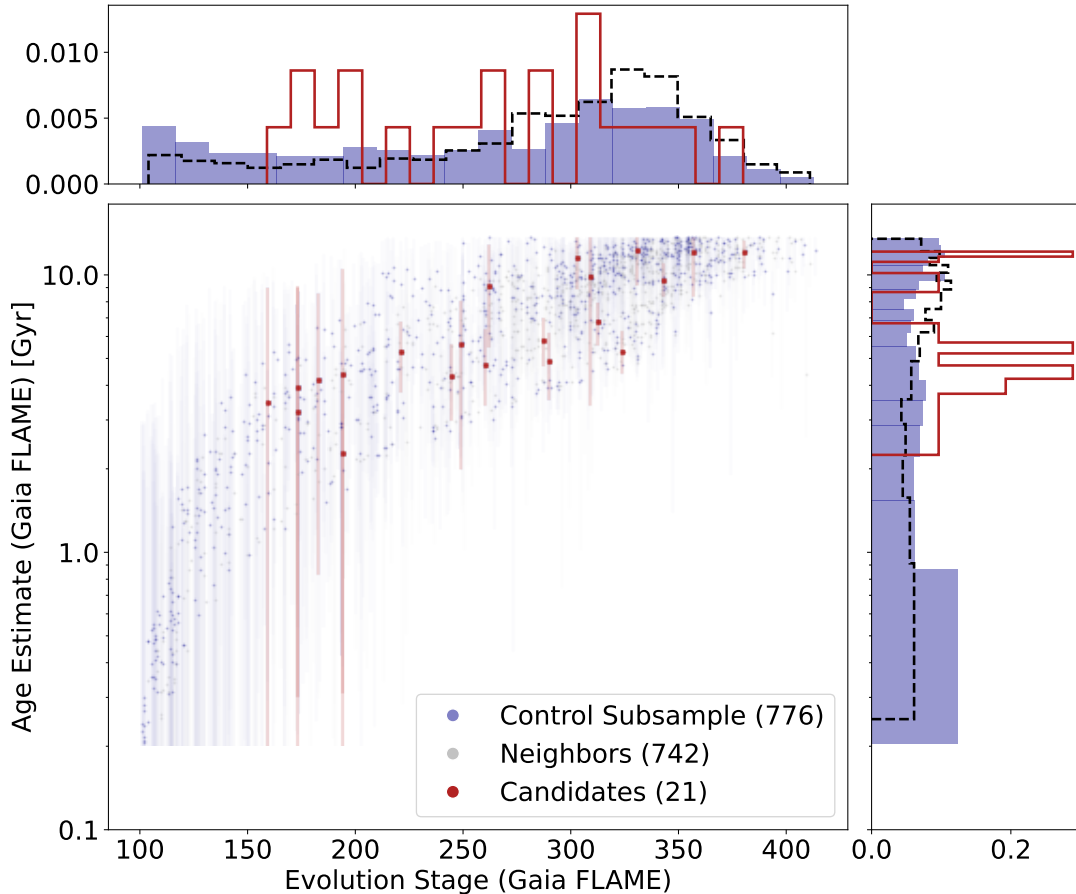 0.010
0.005
0.000
10.0
1.0
0.1
Age Estimate (Gaia FLAME) [Gyr]
Control Subsample (776)
Neighbors (742)
Candidates (21)
100 150 200 250 300 350 400
0.0 0.2
Evolution Stage (Gaia FLAME)